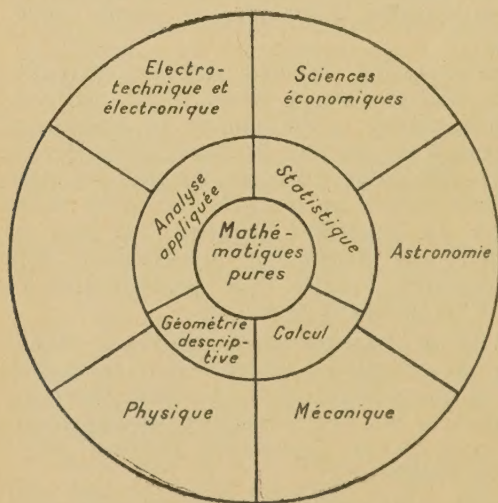 Electro-
technique et
électronique
Sciences
économiques
Analyse
appliquée
Statistique
Mathé-
matiques
pures
Astronomie
Géométrie
descrip-
tive
Calcul
Physique
Mécanique